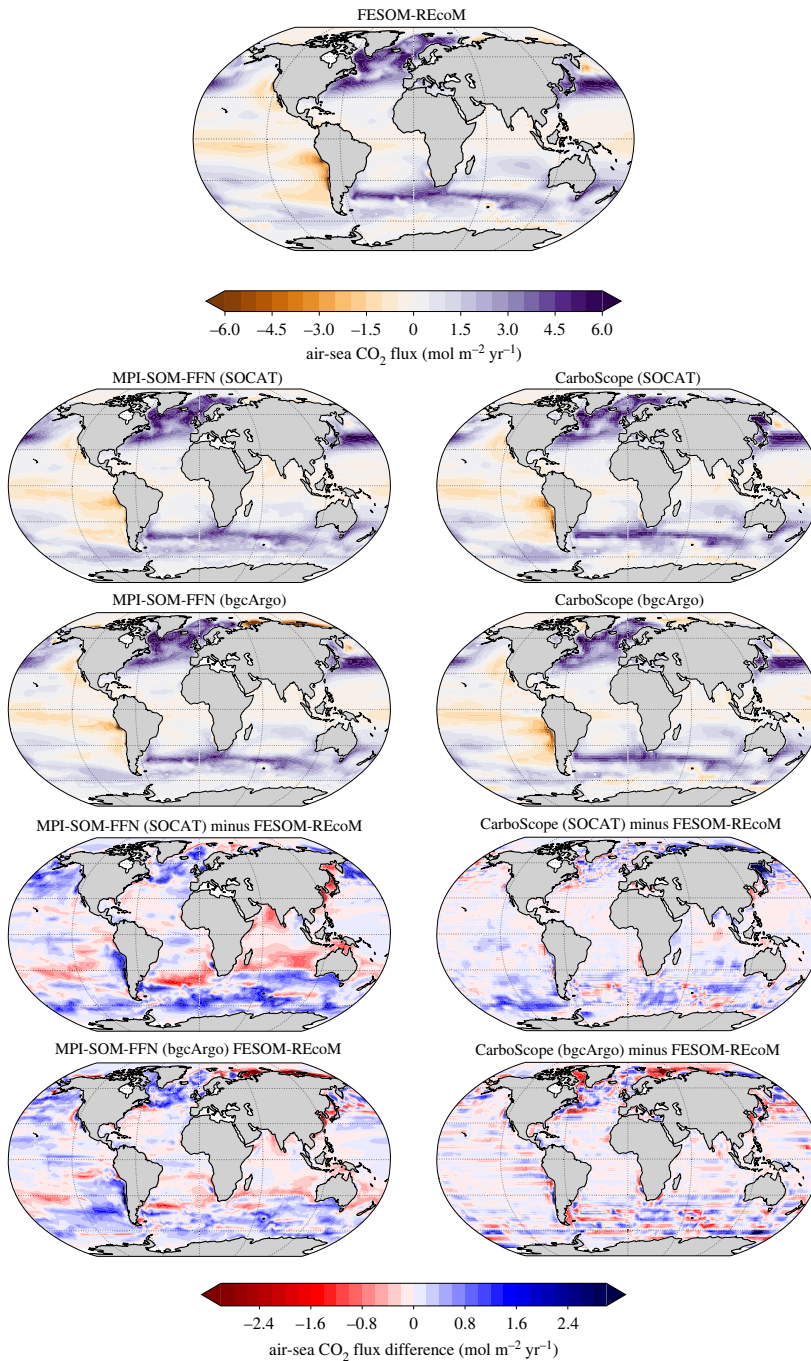 FESOM-REcoM
−6.0 −4.5 −3.0 −1.5 0 1.5 3.0 4.5 6.0
air-sea CO₂ flux (mol m⁻² yr⁻¹)
MPI-SOM-FFN (SOCAT)
CarboScope (SOCAT)
MPI-SOM-FFN (bgcArgo)
CarboScope (bgcArgo)
MPI-SOM-FFN (SOCAT) minus FESOM-REcoM
CarboScope (SOCAT) minus FESOM-REcoM
MPI-SOM-FFN (bgcArgo) FESOM-REcoM
CarboScope (bgcArgo) minus FESOM-REcoM
−2.4 −1.6 −0.8 0 0.8 1.6 2.4
air-sea CO₂ flux difference (mol m⁻² yr⁻¹)